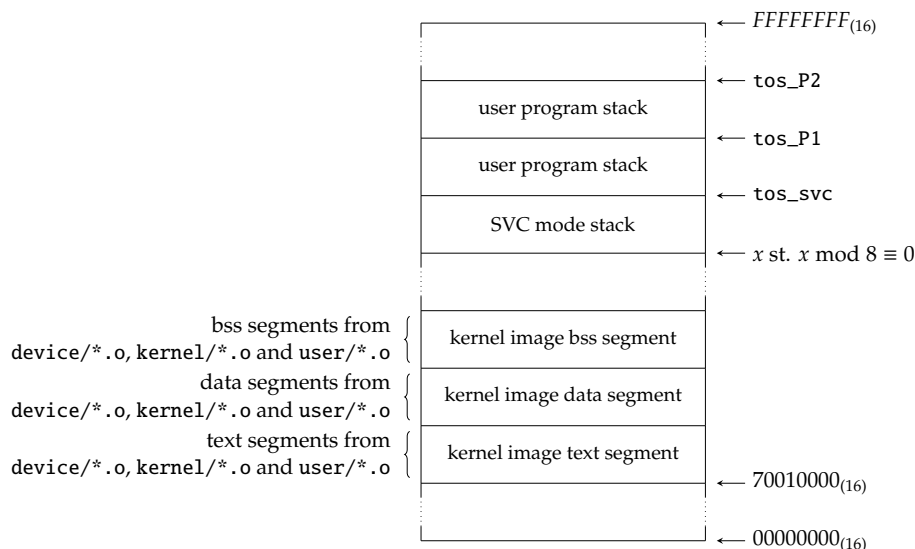 FFFFFFFF(16)
tos_P2
user program stack
tos_P1
user program stack
tos_svc
SVC mode stack
x st. x mod 8 ≡ 0
bss segments from
device/*.o, kernel/*.o and user/*.o
kernel image bss segment
data segments from
device/*.o, kernel/*.o and user/*.o
kernel image data segment
text segments from
device/*.o, kernel/*.o and user/*.o
kernel image text segment
70010000(16)
00000000(16)